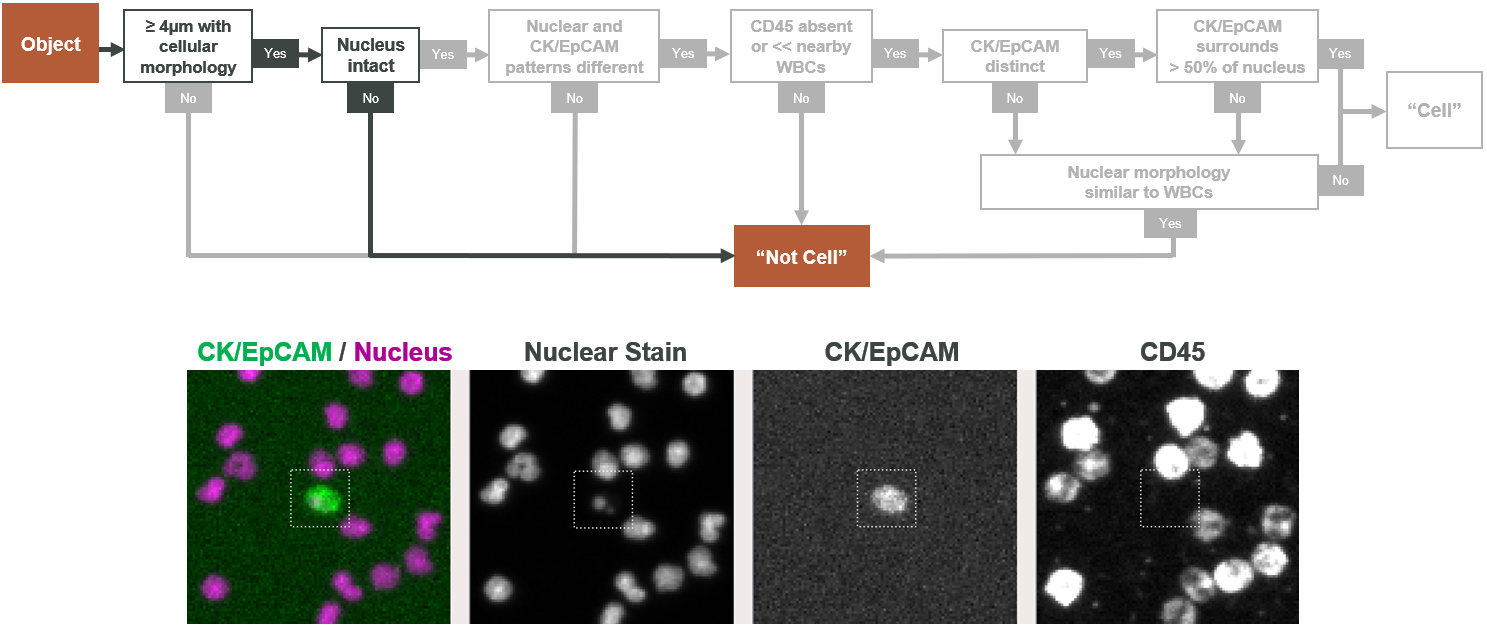 Object
≥ 4µm with
cellular
morphology
Yes
No
Nucleus
intact
Yes
No
Nuclear and
CK/EpCAM
patterns different
Yes
No
CD45 absent
or << nearby
WBCs
Yes
No
CK/EpCAM
distinct
Yes
No
CK/EpCAM
surrounds
> 50% of nucleus
Yes
No
"Cell"
Nuclear morphology
similar to WBCs
No
Yes
"Not Cell"
CK/EpCAM / Nucleus
Nuclear Stain
CK/EpCAM
CD45